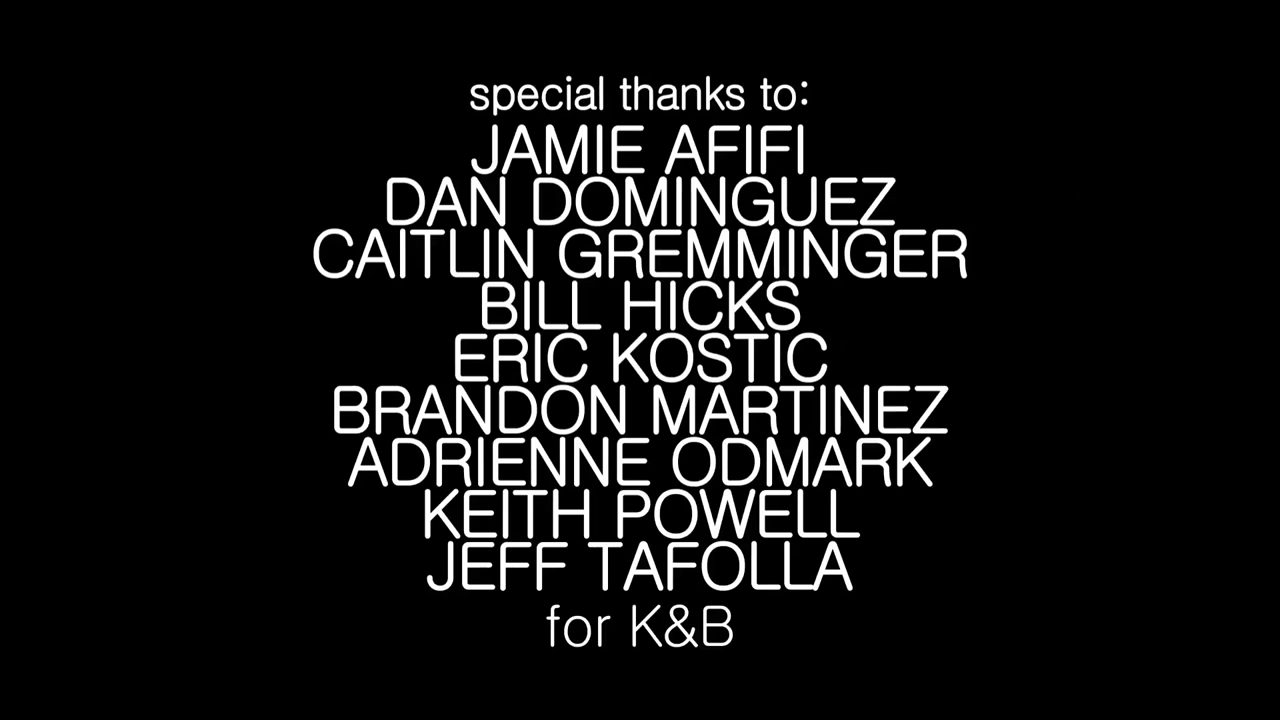 special thanks to:
JAMIE AFIFI
DAN DOMINGUEZ
CAITLIN GREMMINGER
BILL HICKS
ERIC KOSTIC
BRANDON MARTINEZ
ADRIENNE ODMARK
KEITH POWELL
JEFF TAFOLLA
for K&B